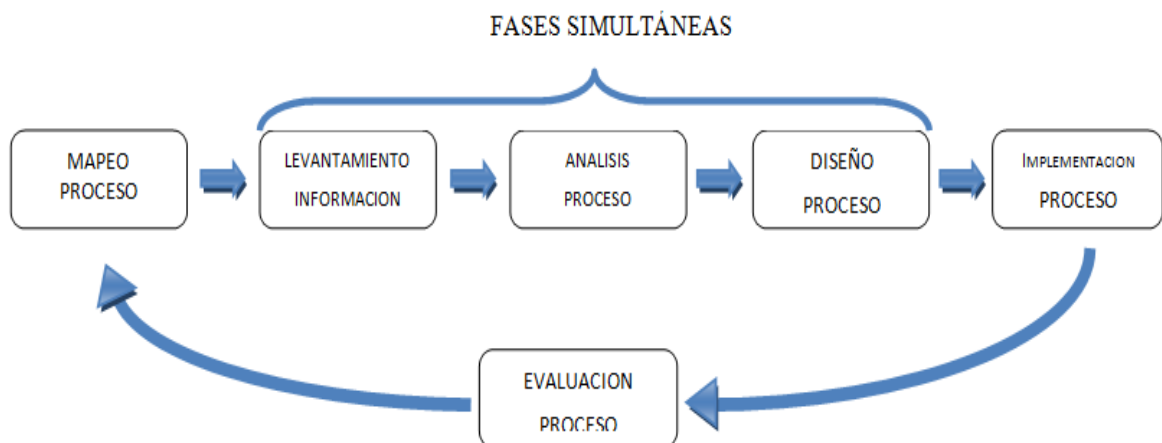 FASES SIMULTÁNEAS
MAPEO
PROCESO
LEVANTAMIENTO
INFORMACION
ANALISIS
PROCESO
DISEÑO
PROCESO
IMPLEMENTACION
PROCESO
EVALUACION
PROCESO